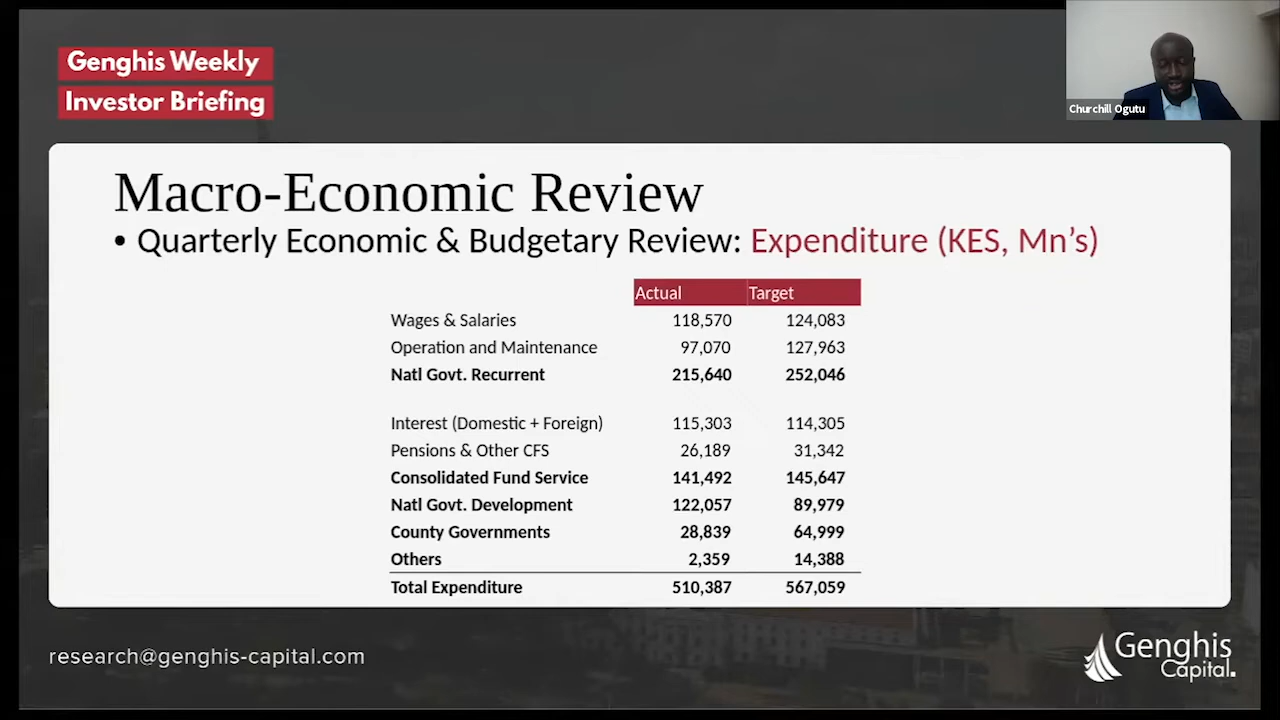 Genghis Weekly
Investor Briefing
Churchill Ogutu
Macro-Economic Review
• Quarterly Economic & Budgetary Review: Expenditure (KES, Mn's)
Actual Target
Wages & Salaries 118,570 124,083
Operation and Maintenance 97,070 127,963
Natl Govt. Recurrent 215,640 252,046
Interest (Domestic + Foreign) 115,303 114,305
Pensions & Other CFS 26,189 31,342
Consolidated Fund Service 141,492 145,647
Natl Govt. Development 122,057 89,979
County Governments 28,839 64,999
Others 2,359 14,388
Total Expenditure 510,387 567,059
research@genghis-capital.com
Genghis
Capital.